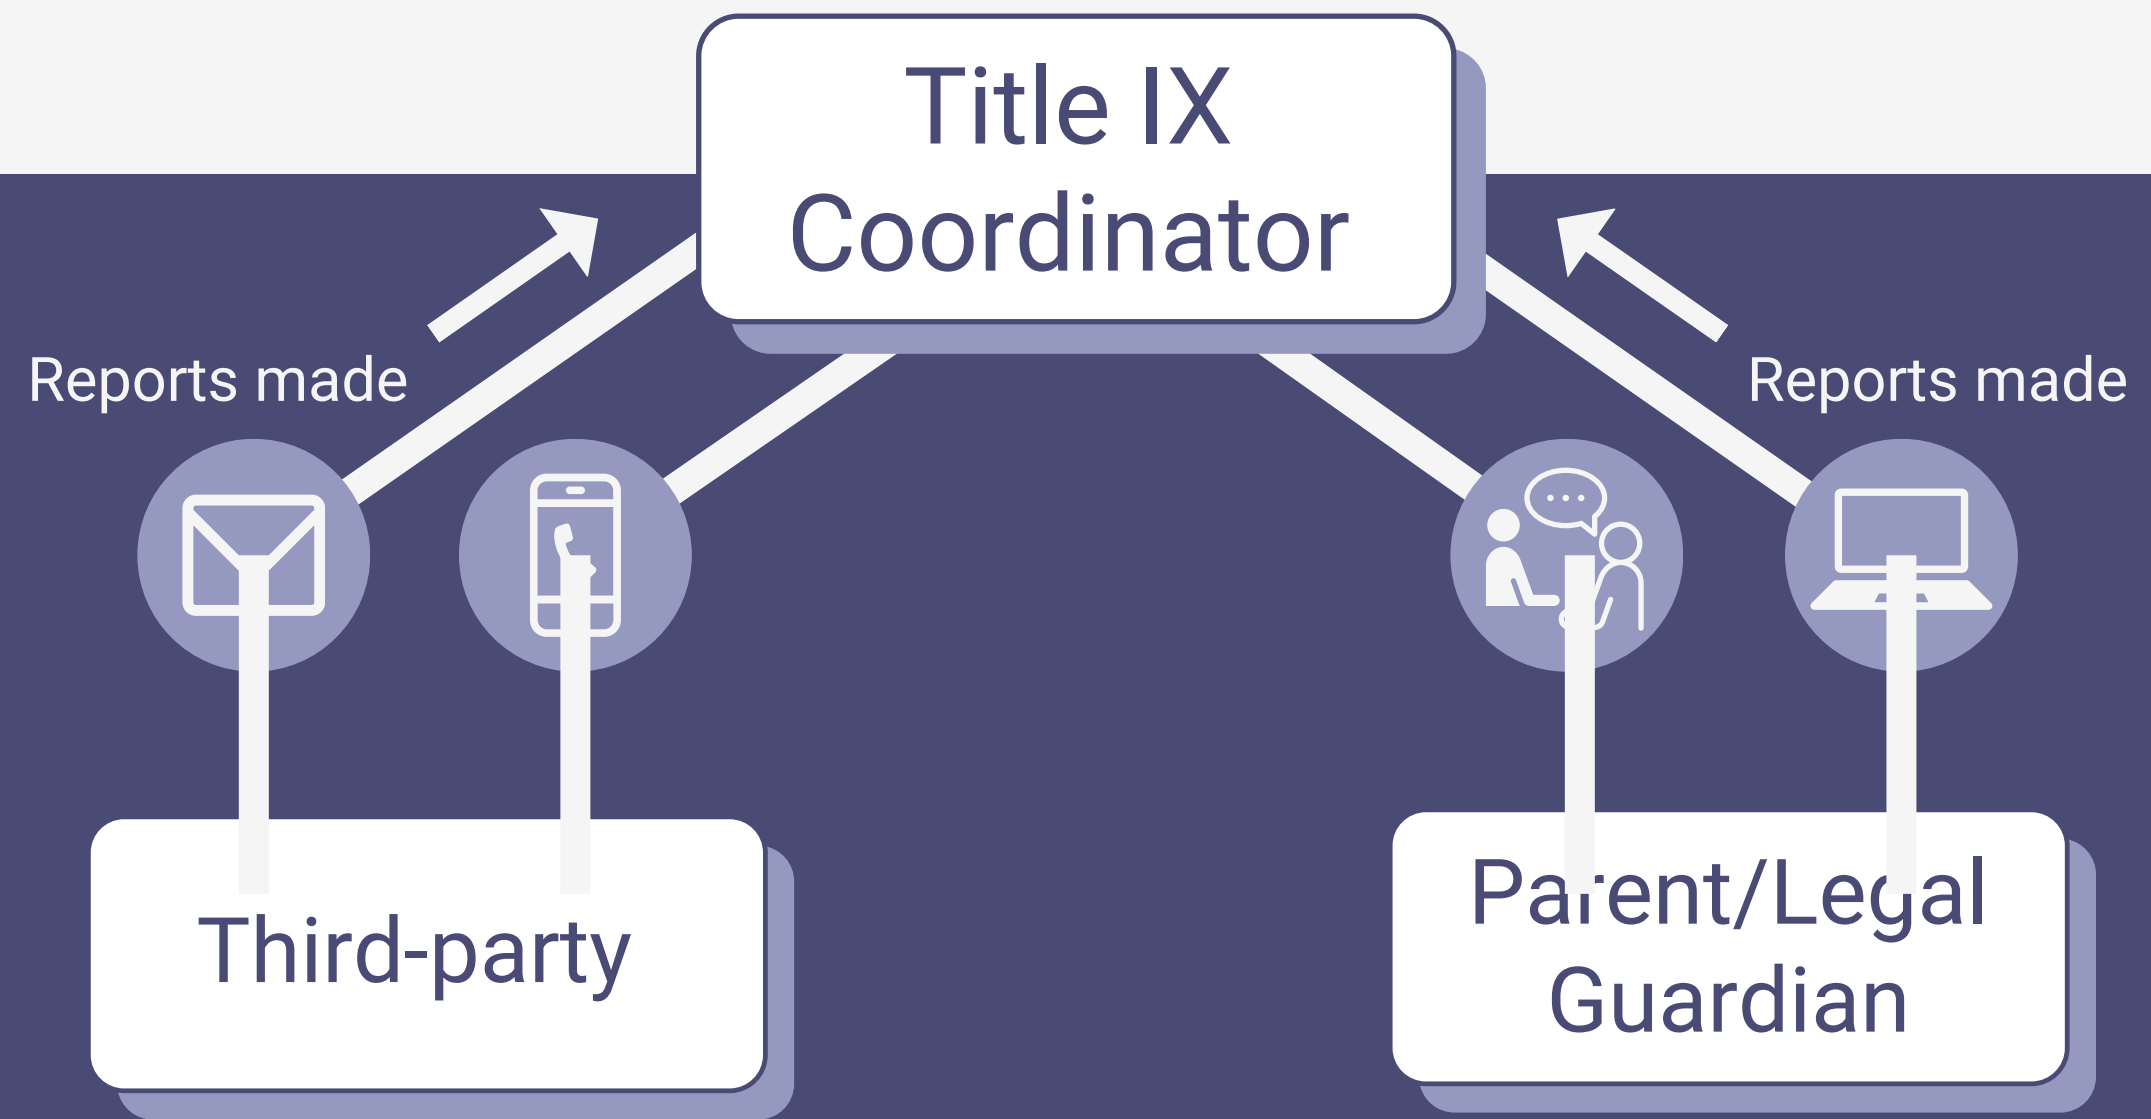 Title IX
Coordinator
Reports made
Reports made
Third-party
Parent/Legal
Guardian